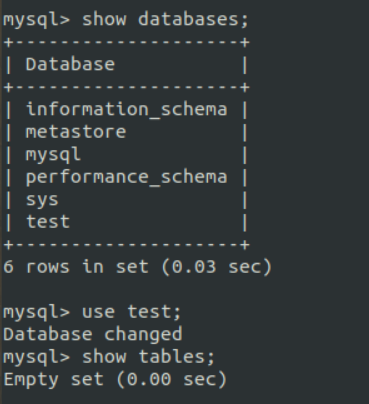 mysql> show databases;
+--------------------+
| Database           |
+--------------------+
| information_schema |
| metastore          |
| mysql              |
| performance_schema |
| sys                |
| test               |
+--------------------+
6 rows in set (0.03 sec)

mysql> use test;
Database changed
mysql> show tables;
Empty set (0.00 sec)